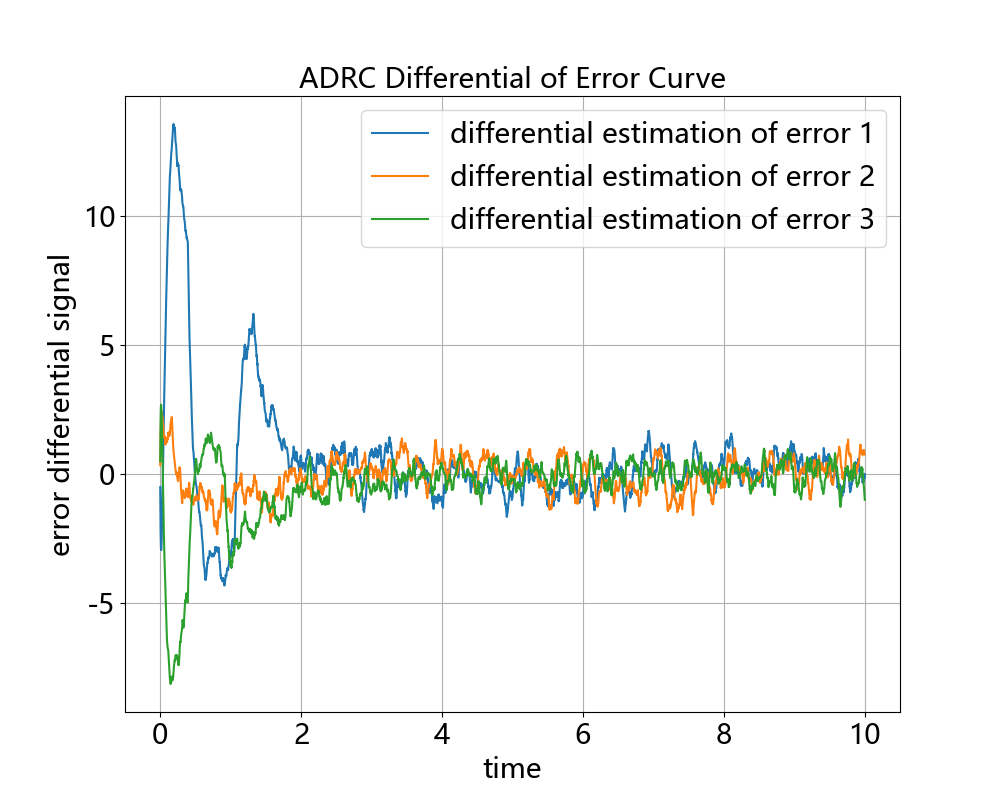 ADRC Differential of Error Curve
differential estimation of error 1
differential estimation of error 2
differential estimation of error 3
error differential signal
10
5
0
-5
0 2 4 6 8 10
time